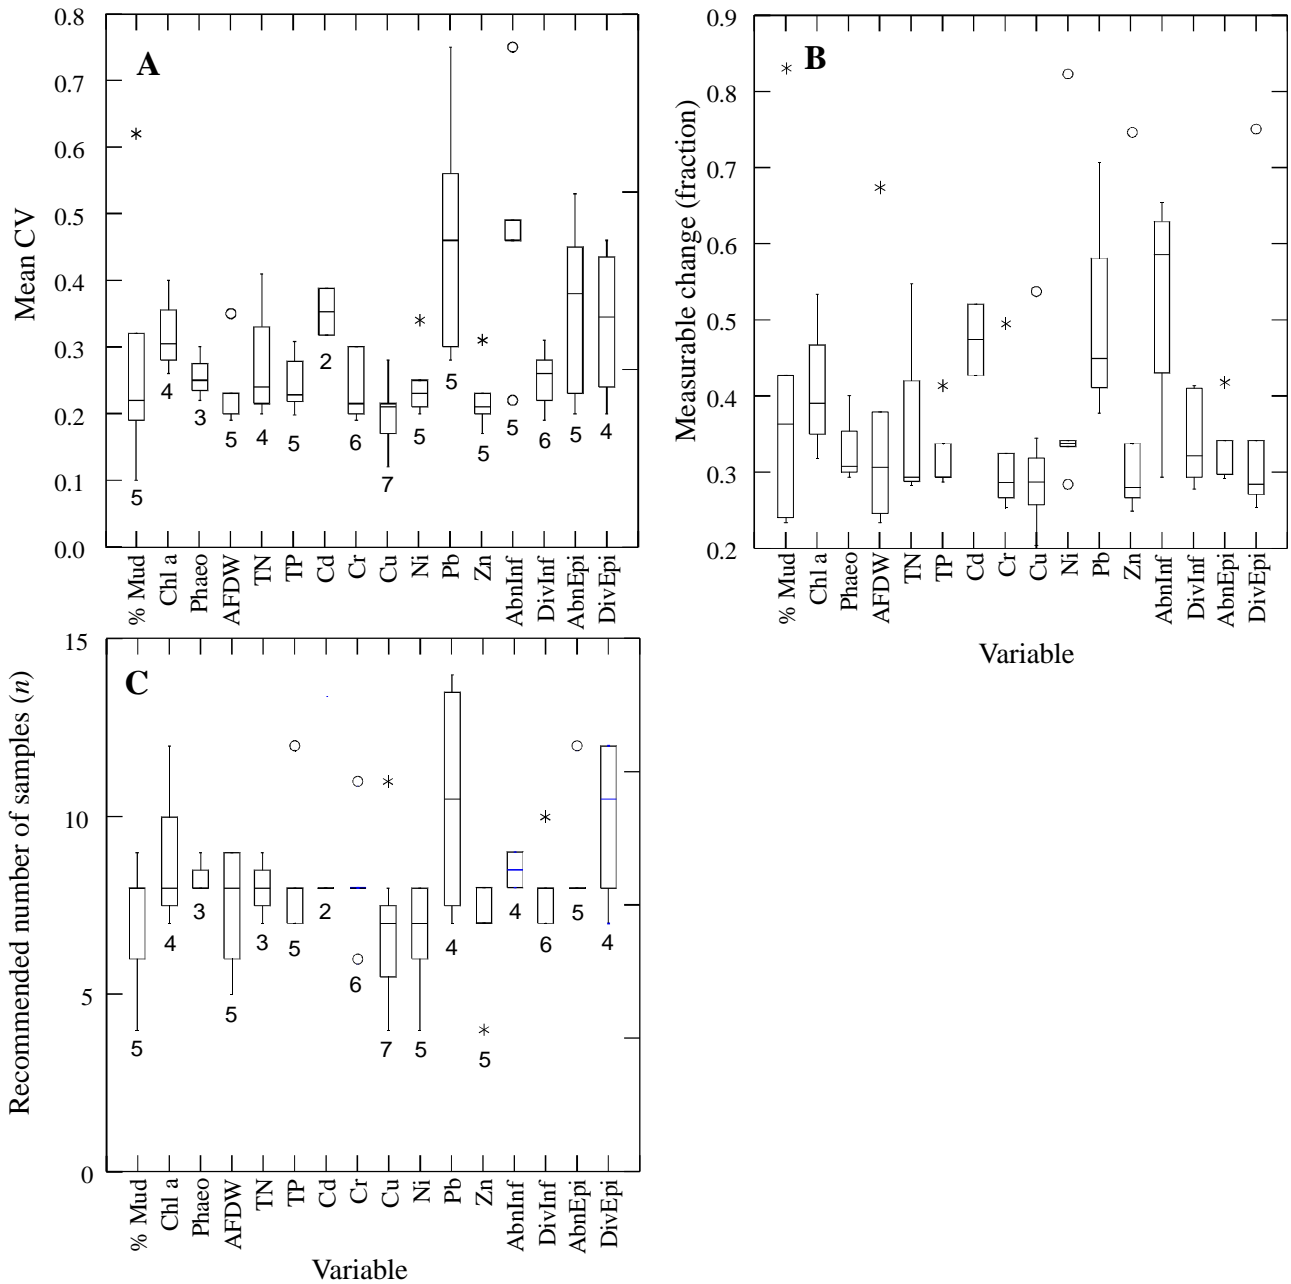 A
Mean CV
0.8
0.7
0.6
0.5
0.4
0.3
0.2
0.1
0.0
5 4 3 5 4 5 2 6 7 5 5 5 5 6 5 4
% Mud Chl a Phaeo AFDW TN TP Cd Cr Cu Ni Pb Zn AbnInf DivInf AbnEpi DivEpi
B
Measurable change (fraction)
0.9
0.8
0.7
0.6
0.5
0.4
0.3
0.2
% Mud Chl a Phaeo AFDW TN TP Cd Cr Cu Ni Pb Zn AbnInf DivInf AbnEpi DivEpi
Variable
C
Recommended number of samples (n)
15
10
5
0
5 4 3 5 3 5 2 6 7 5 4 5 4 6 5 4
% Mud Chl a Phaeo AFDW TN TP Cd Cr Cu Ni Pb Zn AbnInf DivInf AbnEpi DivEpi
Variable